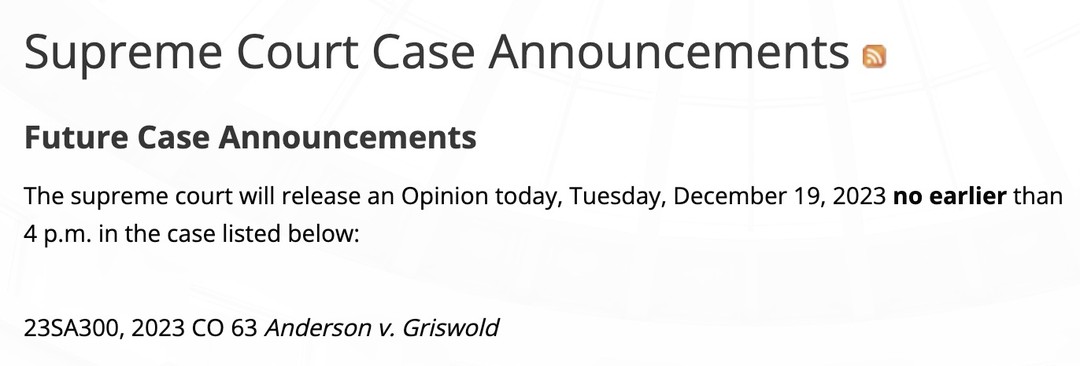 Supreme Court Case Announcements
Future Case Announcements
The supreme court will release an Opinion today, Tuesday, December 19, 2023 no earlier than
4 p.m. in the case listed below:
23SA300, 2023 CO 63 Anderson v. Griswold